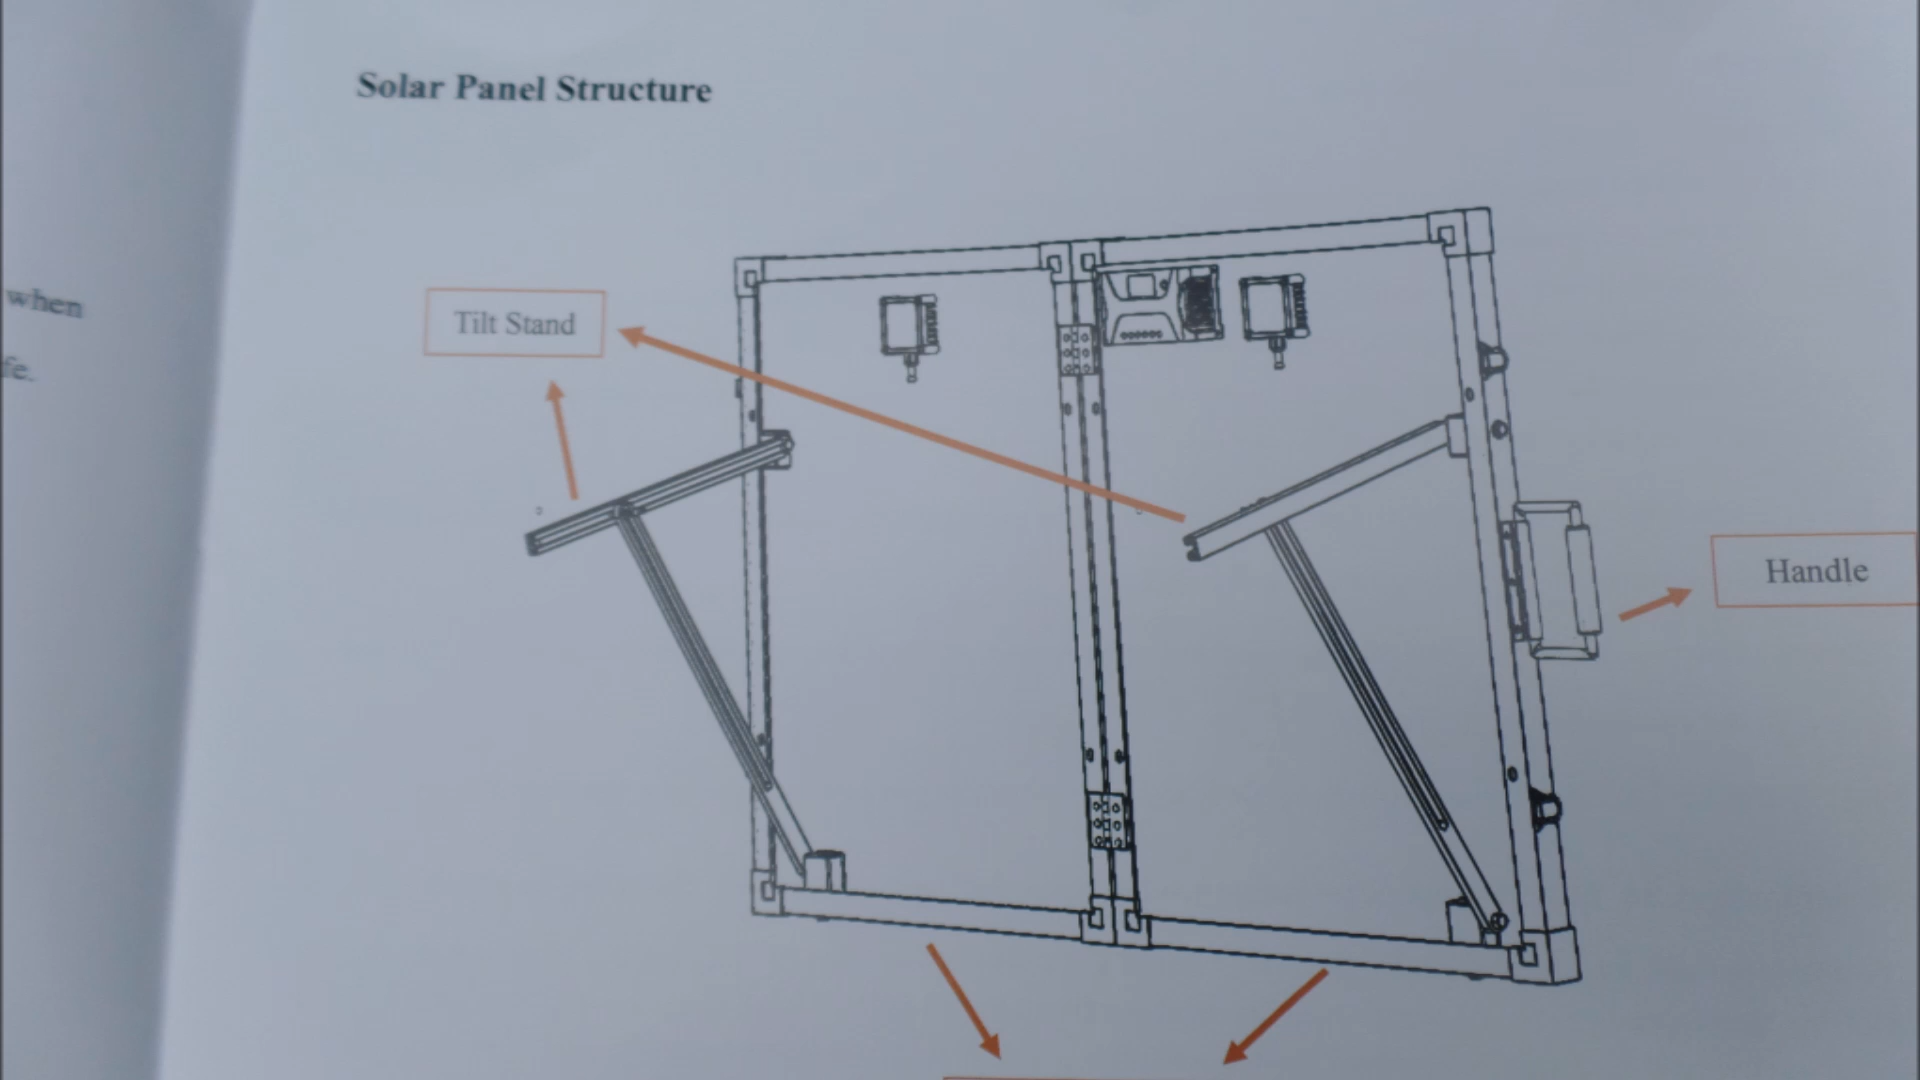 Solar Panel Structure
when
fe.
Tilt Stand
Handle